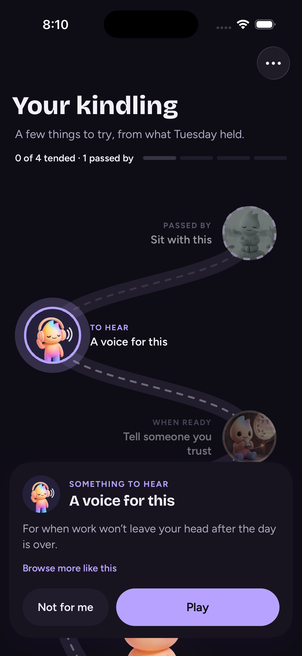 8:10
Your kindling
A few things to try, from what Tuesday held.
0 of 4 tended · 1 passed by
PASSED BY
Sit with this
TO HEAR
A voice for this
WHEN READY
Tell someone you
trust
SOMETHING TO HEAR
A voice for this
For when work won't leave your head after the day
is over.
Browse more like this
Not for me
Play